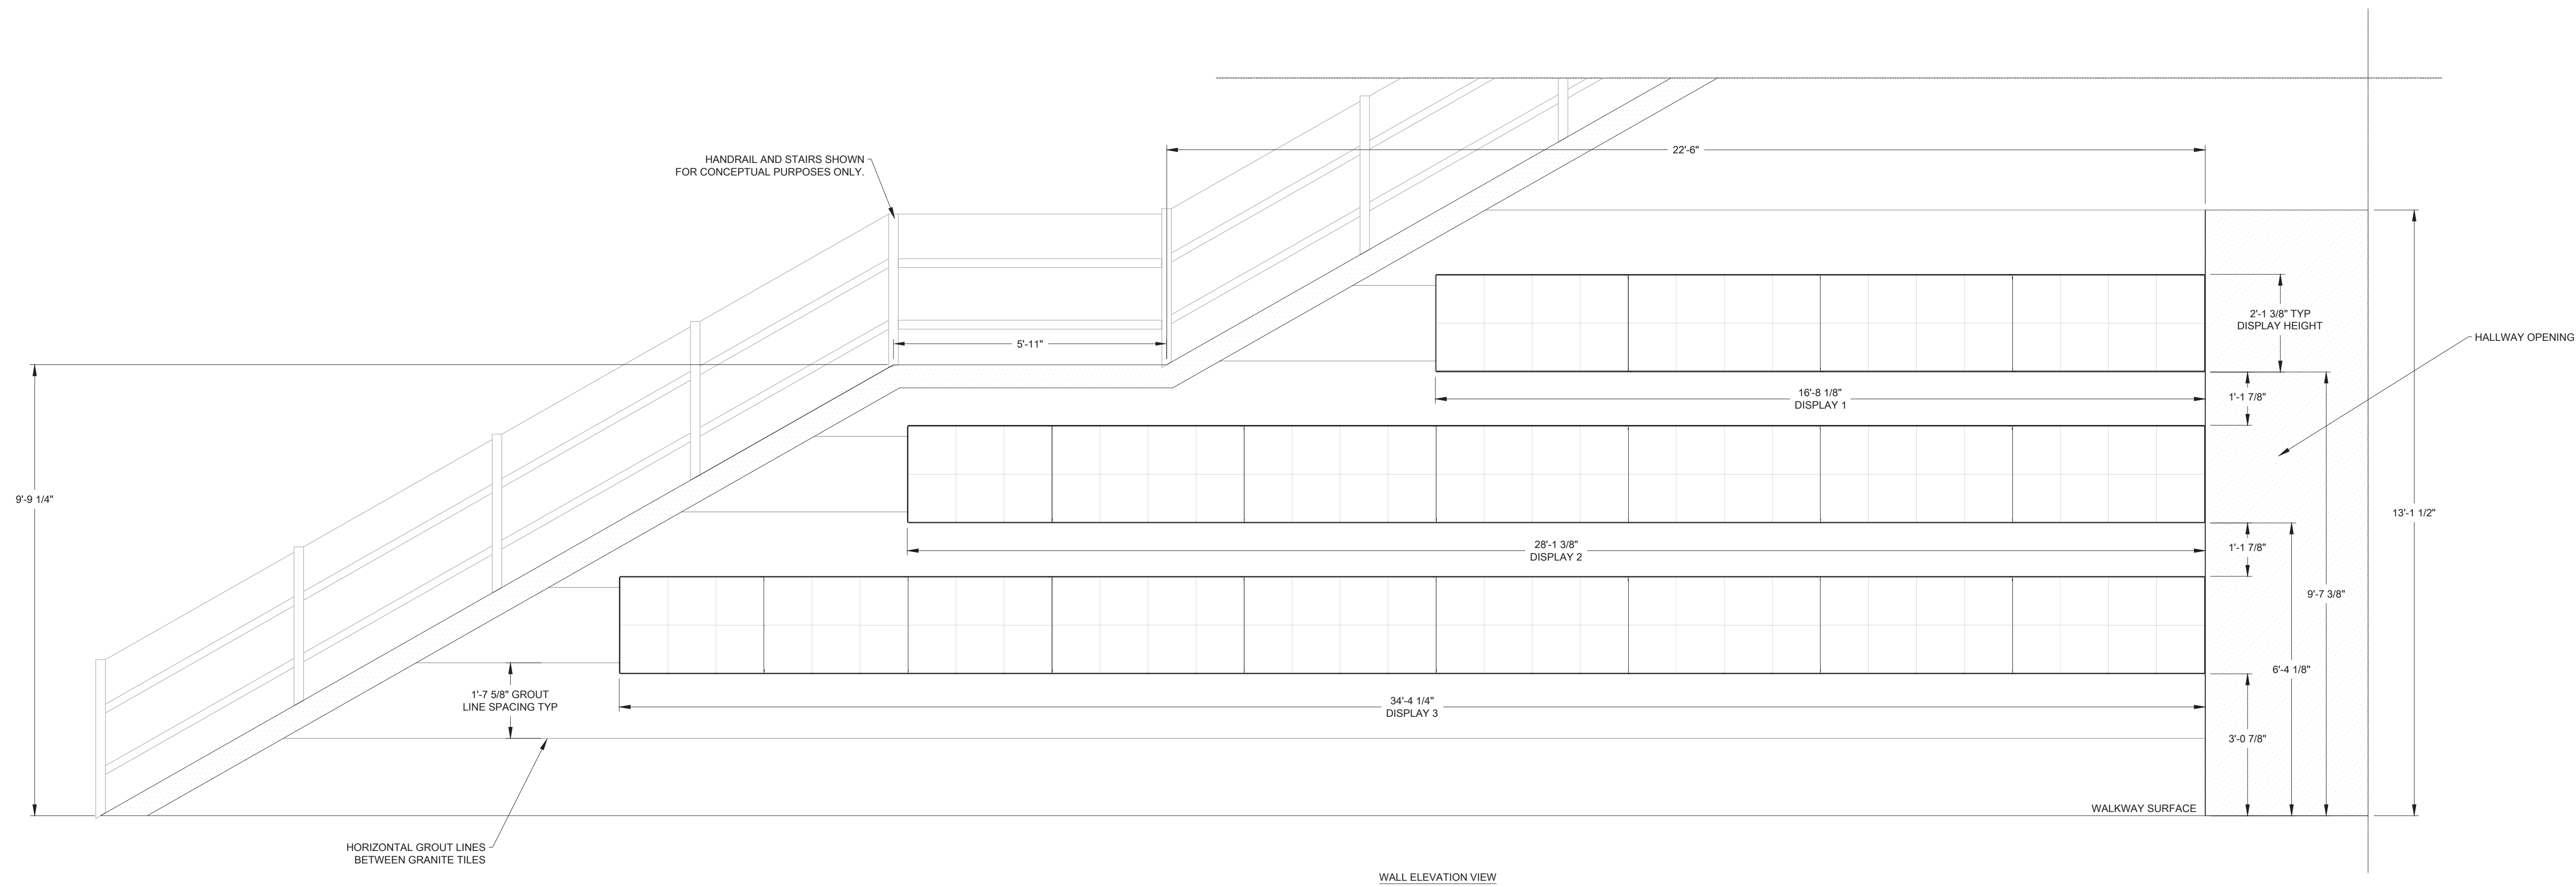 22'-6"
HANDRAIL AND STAIRS SHOWN
FOR CONCEPTUAL PURPOSES ONLY.
2'-1 3/8" TYP
DISPLAY HEIGHT
HALLWAY OPENING
5'-11"
16'-8 1/8"
DISPLAY 1
1'-1 7/8"
9'-9 1/4"
13'-1 1/2"
28'-1 3/8"
DISPLAY 2
1'-1 7/8"
9'-7 3/8"
6'-4 1/8"
1'-7 5/8" GROUT
LINE SPACING TYP
34'-4 1/4"
DISPLAY 3
3'-0 7/8"
WALKWAY SURFACE
HORIZONTAL GROUT LINES
BETWEEN GRANITE TILES
WALL ELEVATION VIEW